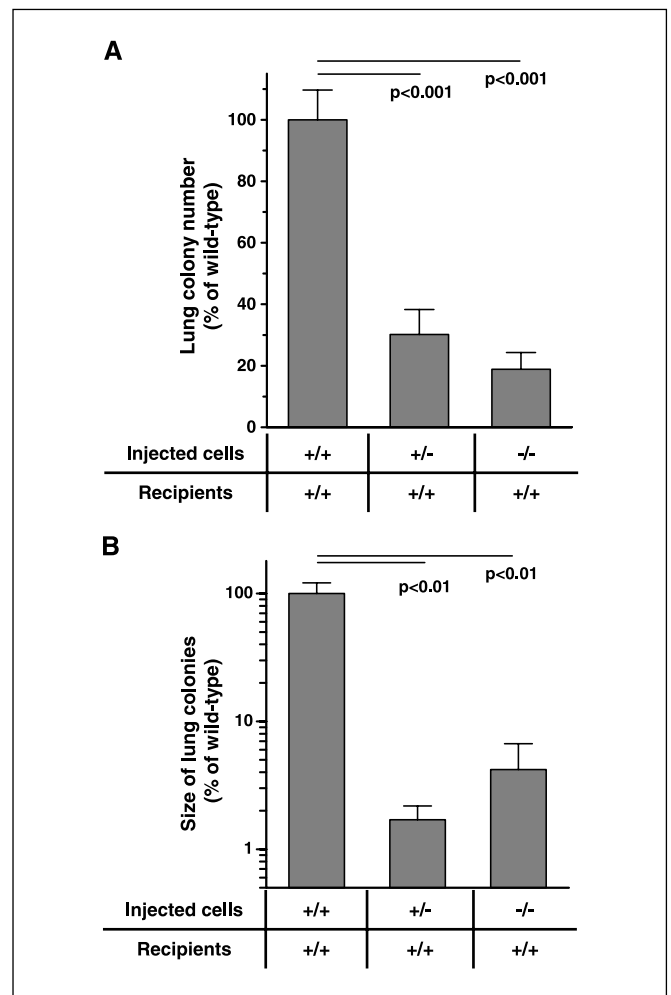 A
p<0.001
p<0.001
100
80
60
40
20
0
Lung colony number
(% of wild-type)
Injected cells +/+ +/- -/-
Recipients +/+ +/+ +/+
B
p<0.01
p<0.01
100
10
1
Size of lung colonies
(% of wild-type)
Injected cells +/+ +/- -/-
Recipients +/+ +/+ +/+